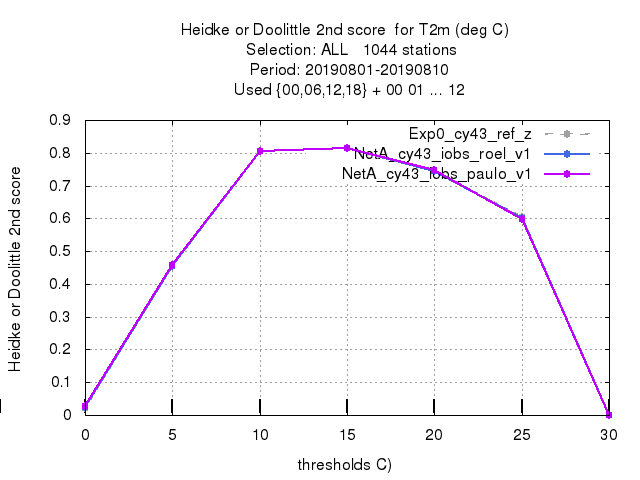 Heidke or Doolittle 2nd score  for T2m (deg C)
Selection: ALL   1044 stations
Period: 20190801-20190810
Used {00,06,12,18} + 00 01 ... 12
Exp0_cy43_ref_z
NetA_cy43_iobs_roel_v1
NetA_cy43_iobs_paulo_v1
Heidke or Doolittle 2nd score
0.9
0.8
0.7
0.6
0.5
0.4
0.3
0.2
0.1
0
0 5 10 15 20 25 30
thresholds C)